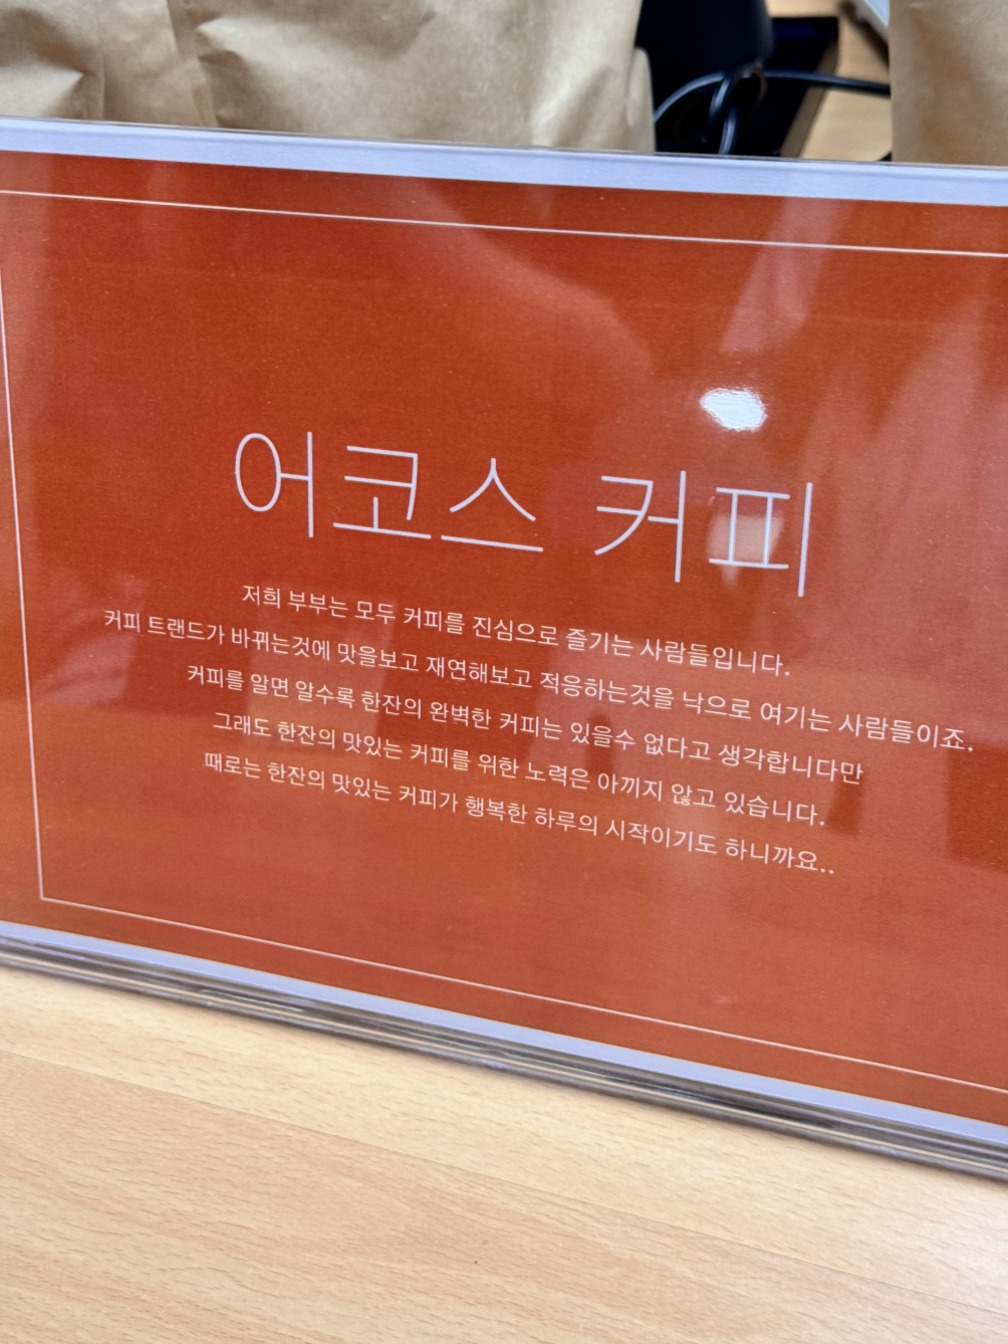 어코스 커피
저희 부부는 모두 커피를 진심으로 즐기는 사람들입니다.
커피 트랜드가 바뀌는것에 맛을보고 재연해보고 적응하는것을 낙으로 여기는 사람들이죠.
커피를 알면 알수록 한잔의 완벽한 커피는 있을수 없다고 생각합니다만
그래도 한잔의 맛있는 커피를 위한 노력은 아끼지 않고 있습니다.
때로는 한잔의 맛있는 커피가 행복한 하루의 시작이기도 하니까요..